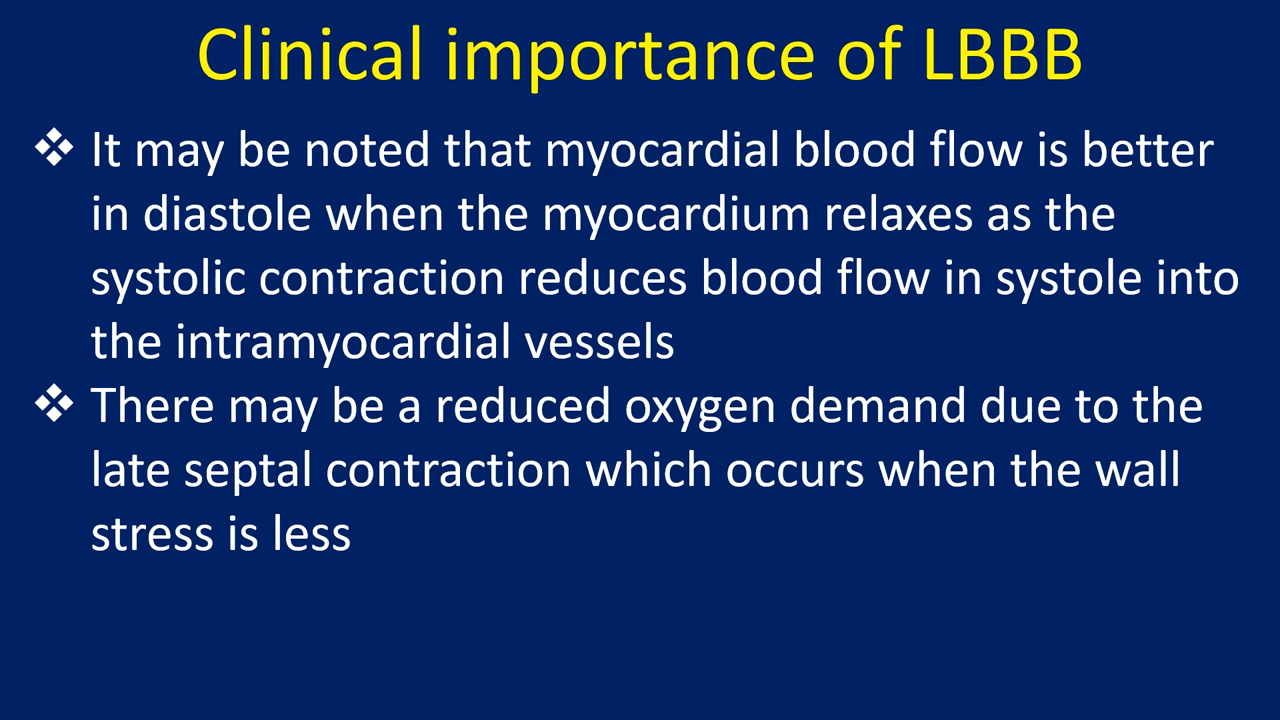 Clinical importance of LBBB
❖ It may be noted that myocardial blood flow is better
in diastole when the myocardium relaxes as the
systolic contraction reduces blood flow in systole into
the intramyocardial vessels
❖ There may be a reduced oxygen demand due to the
late septal contraction which occurs when the wall
stress is less